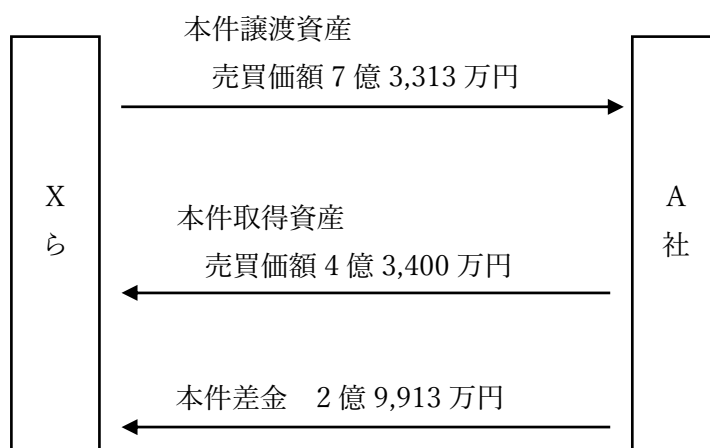 本件譲渡資産
売買価額 7 億 3,313 万円
X
ら
A
社
本件取得資産
売買価額 4 億 3,400 万円
本件差金　2 億 9,913 万円